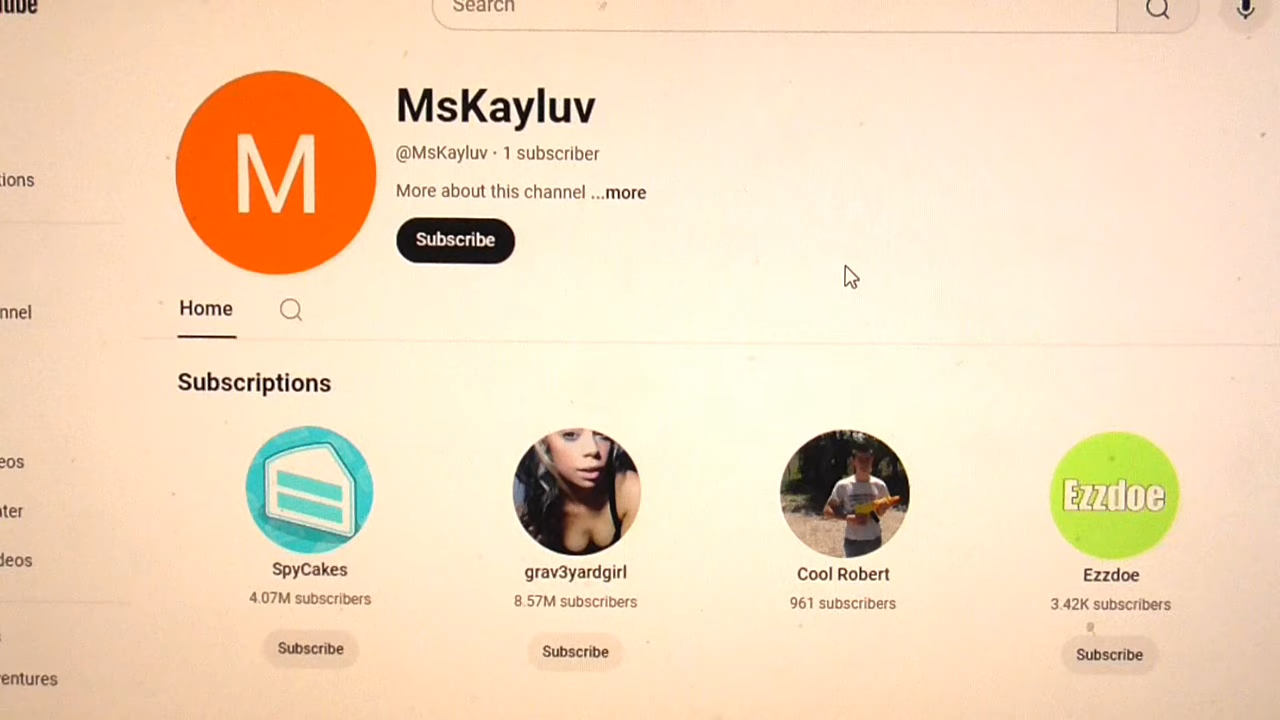 ube
Search
M
MsKayluv
@MsKayluv · 1 subscriber
More about this channel ...more
Subscribe
tions
Home
nnel
Subscriptions
eos
ater
deos
entures
Ezzdoe
SpyCakes
grav3yardgirl
Cool Robert
Ezzdoe
4.07M subscribers
8.57M subscribers
961 subscribers
3.42K subscribers
Subscribe
Subscribe
Subscribe